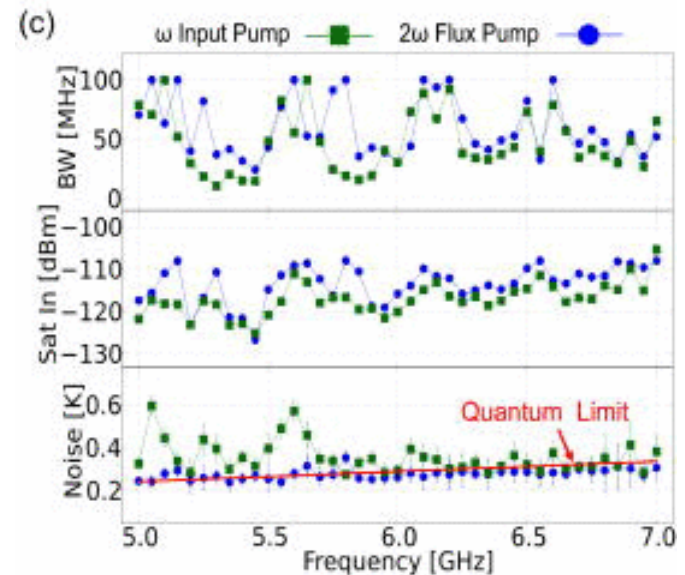 (c)
ω Input Pump 2ω Flux Pump
100
50
0
BW [MHz]
−100
−110
−120
−130
Sat In [dBm]
0.6
0.4
0.2
Noise [K]
Quantum Limit
5.0 5.5 6.0 6.5 7.0
Frequency [GHz]